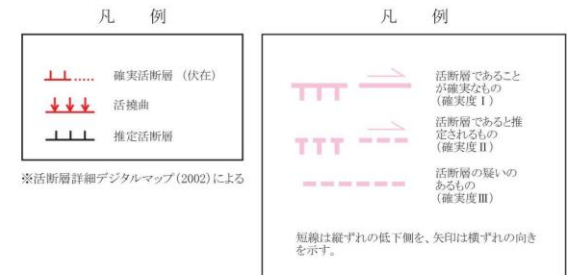 凡 例
確実活断層 (伏在)
活撓曲
推定活断層
※活断層詳細デジタルマップ(2002)による
凡 例
活断層であること
が確実なもの
(確実度Ⅰ)
活断層であると推
定されるもの
(確実度Ⅱ)
活断層の疑いの
あるもの
(確実度Ⅲ)
短線は縦ずれの低下側を、矢印は横ずれの向き
を示す。